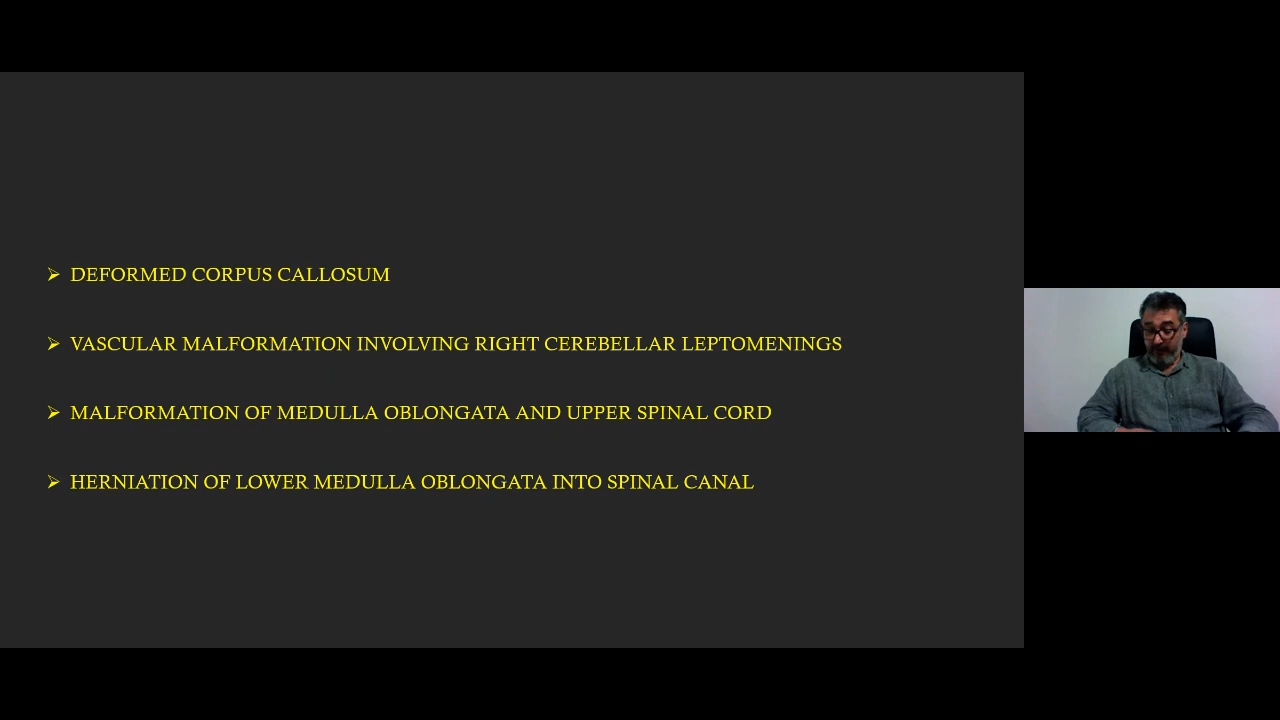 DEFORMED CORPUS CALLOSUM
VASCULAR MALFORMATION INVOLVING RIGHT CEREBELLAR LEPTOMENINGS
MALFORMATION OF MEDULLA OBLONGATA AND UPPER SPINAL CORD
HERNIATION OF LOWER MEDULLA OBLONGATA INTO SPINAL CANAL